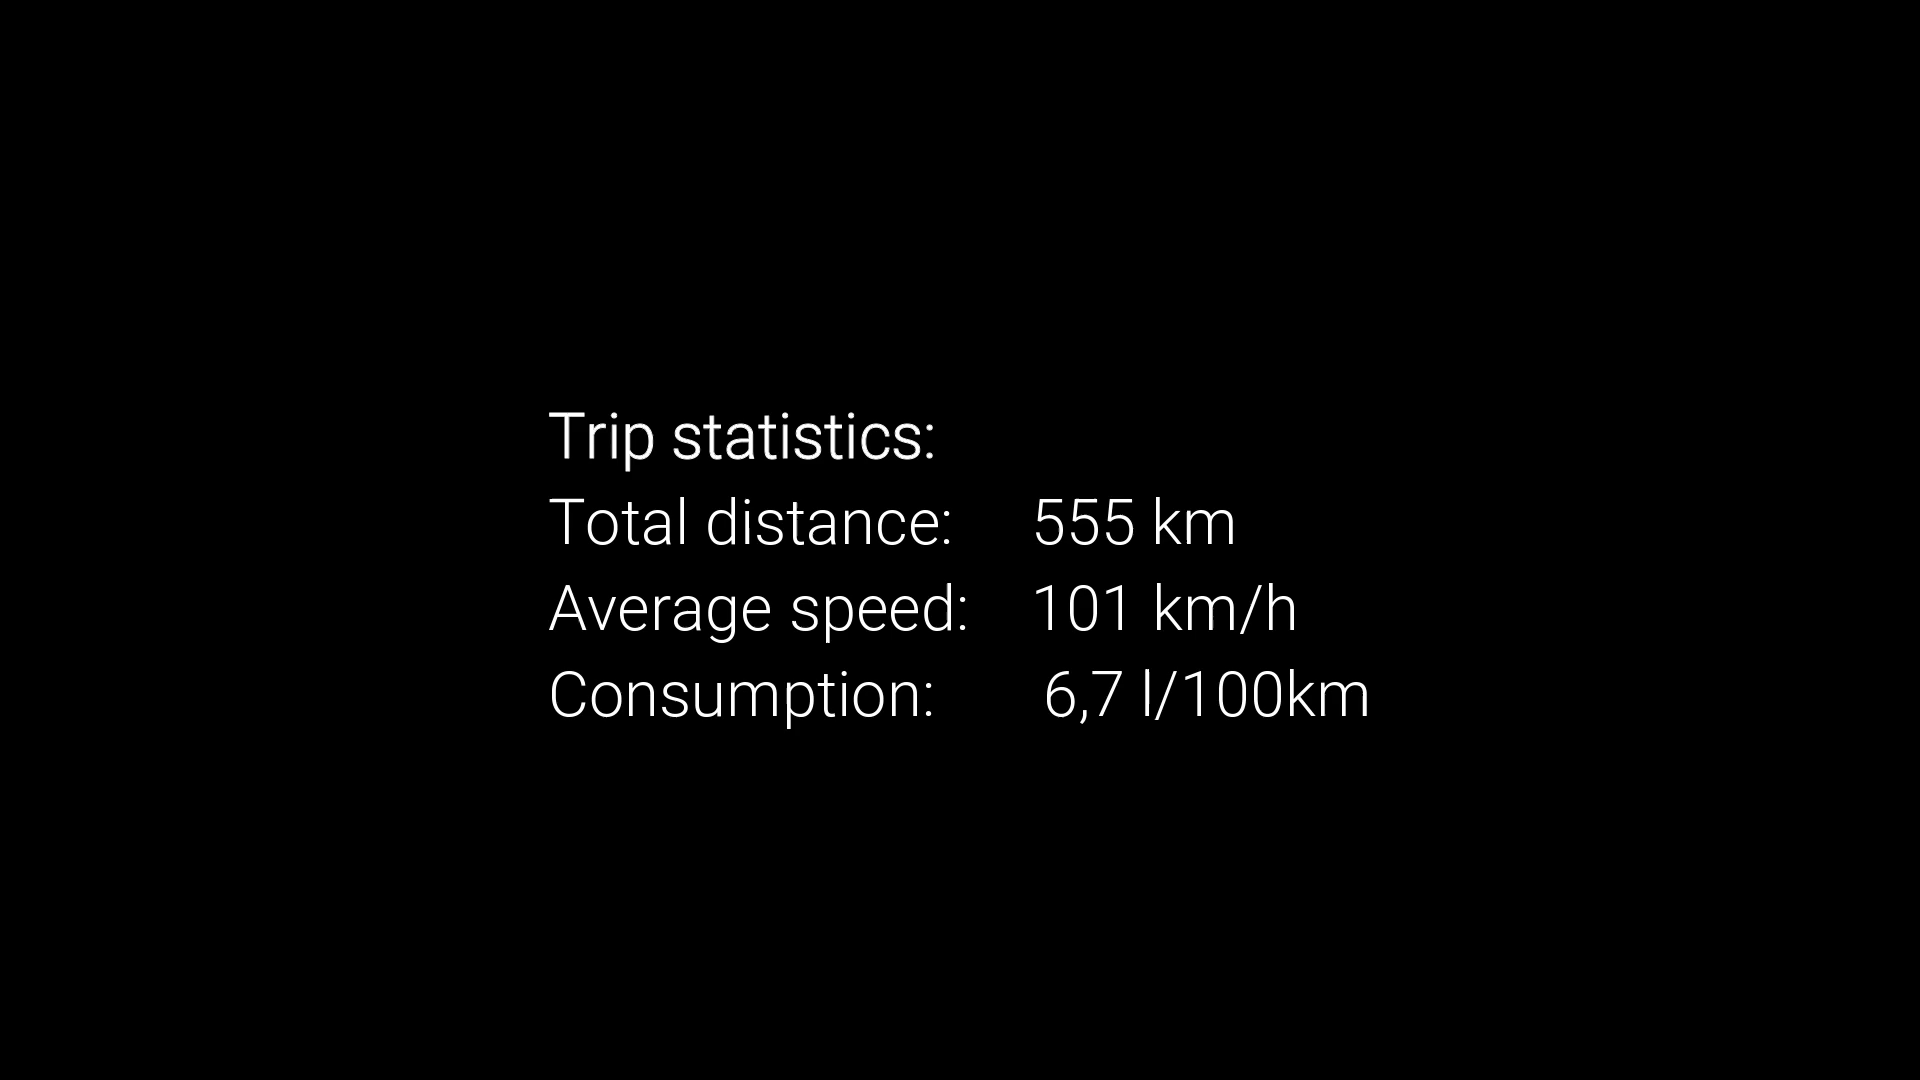 Trip statistics:
Total distance: 555 km
Average speed: 101 km/h
Consumption: 6,7 l/100km